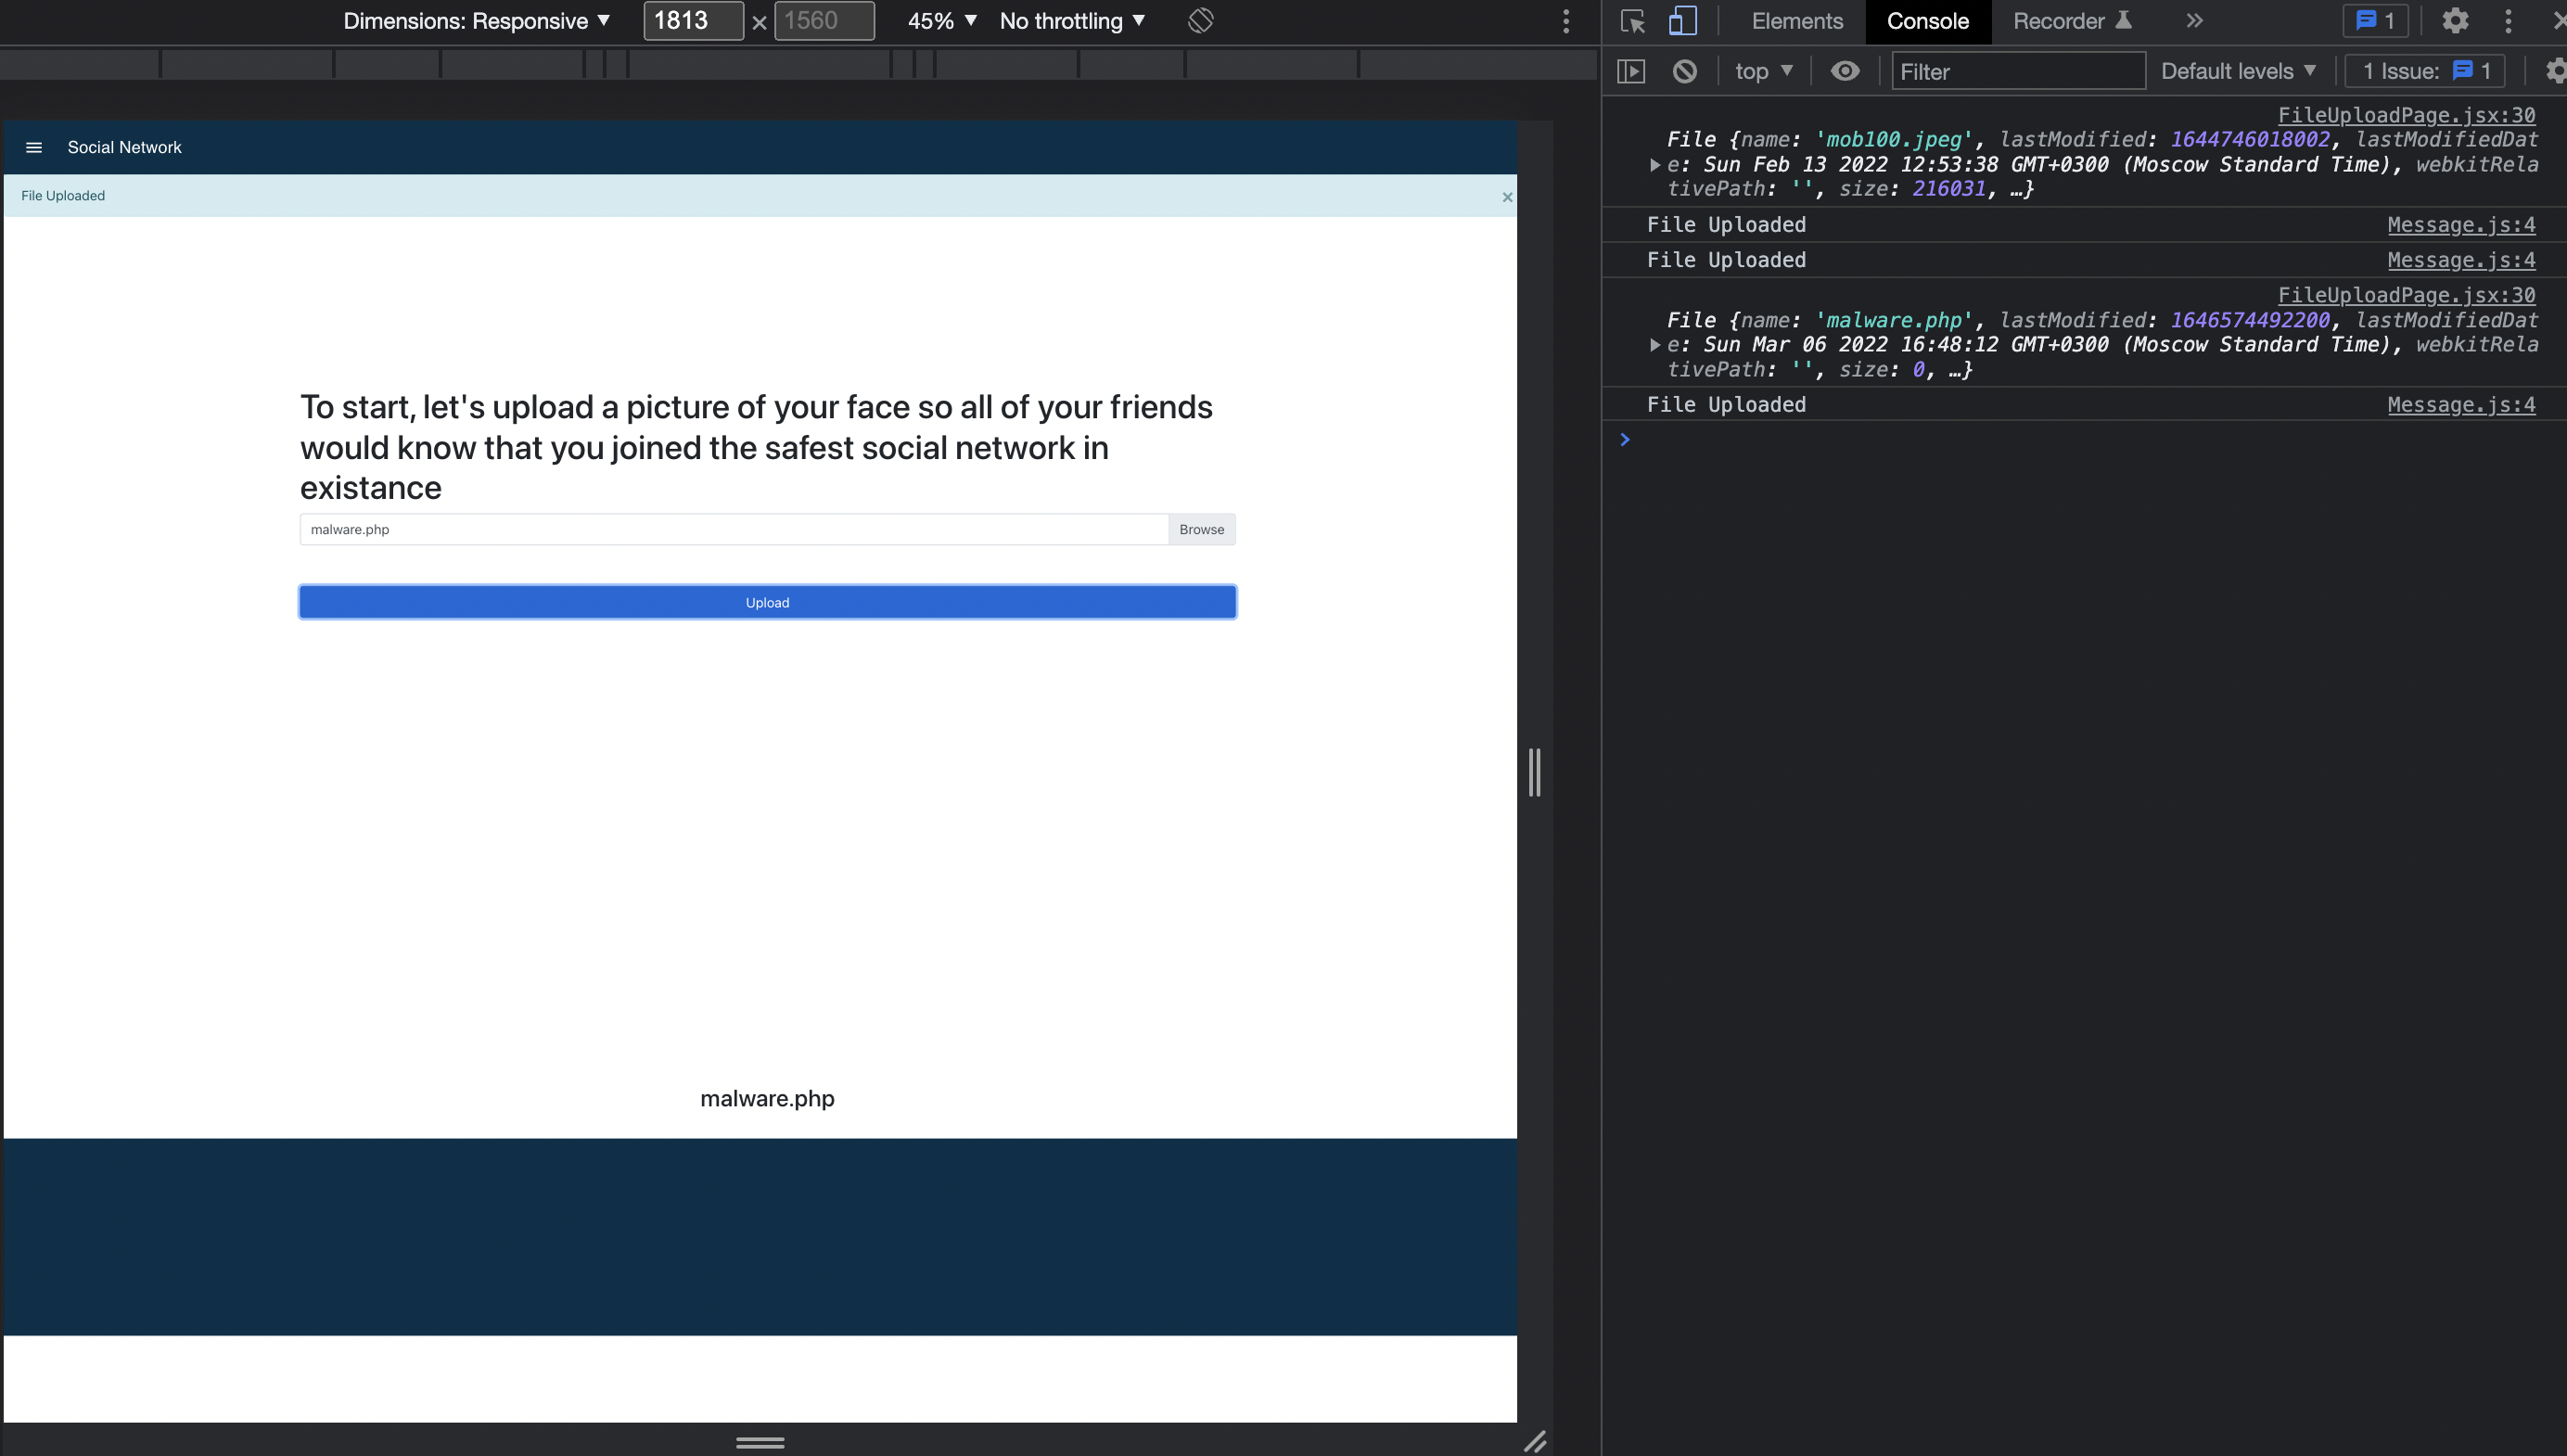 Dimensions: Responsive ▼ 1813 × 1560 45% ▼ No throttling ▼
Elements Console Recorder » 1
top ▼ Filter Default levels ▼ 1 Issue: 1
Social Network
File Uploaded ×
To start, let's upload a picture of your face so all of your friends
would know that you joined the safest social network in
existance
malware.php Browse
Upload
malware.php
FileUploadPage.jsx:30
File {name: 'mob100.jpeg', lastModified: 1644746018002, lastModifiedDat
e: Sun Feb 13 2022 12:53:38 GMT+0300 (Moscow Standard Time), webkitRela
tivePath: '', size: 216031, …}
File Uploaded Message.js:4
File Uploaded Message.js:4
FileUploadPage.jsx:30
File {name: 'malware.php', lastModified: 1646574492200, lastModifiedDat
e: Sun Mar 06 2022 16:48:12 GMT+0300 (Moscow Standard Time), webkitRela
tivePath: '', size: 0, …}
File Uploaded Message.js:4